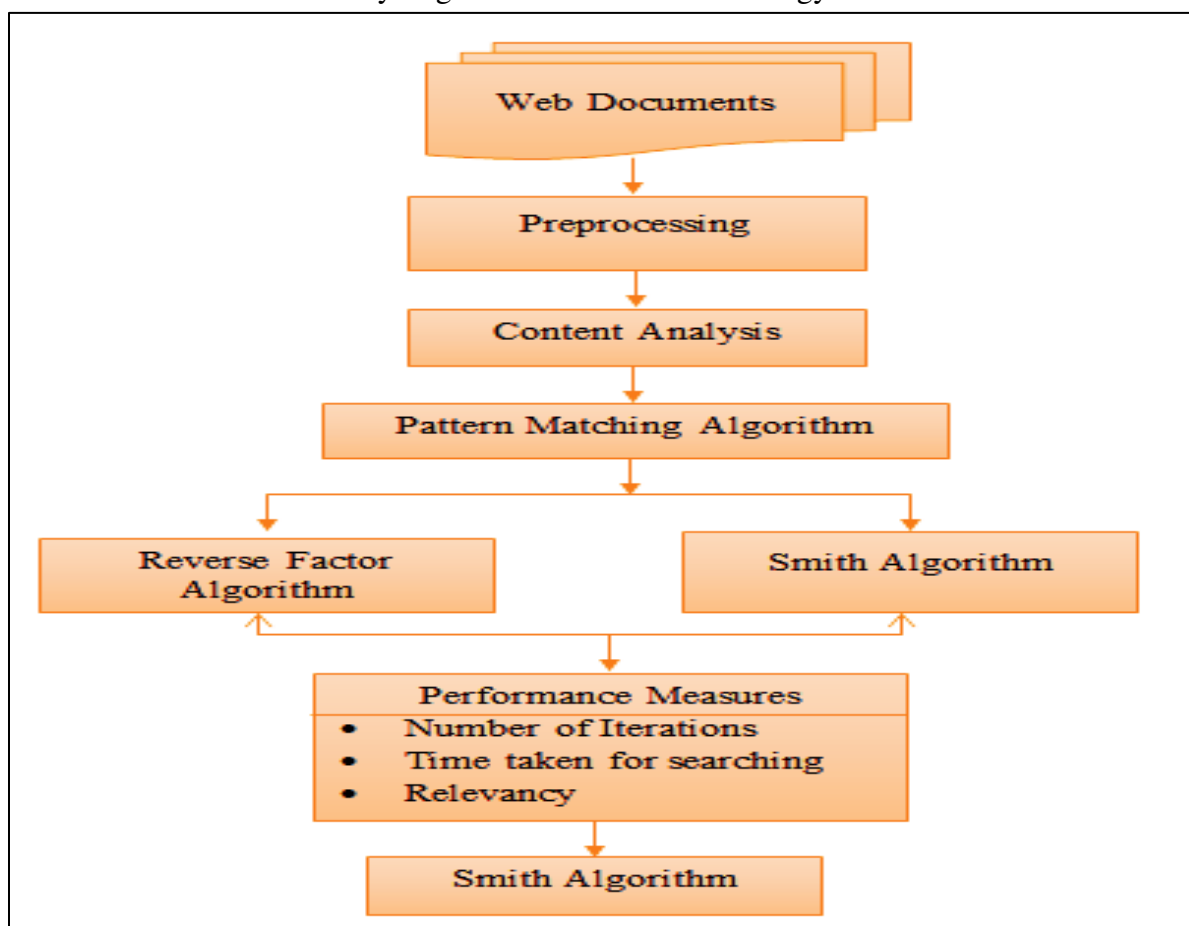 Web Documents
Preprocessing
Content Analysis
Pattern Matching Algorithm
Reverse Factor
Algorithm
Smith Algorithm
Performance Measures
• Number of Iterations
• Time taken for searching
• Relevancy
Smith Algorithm